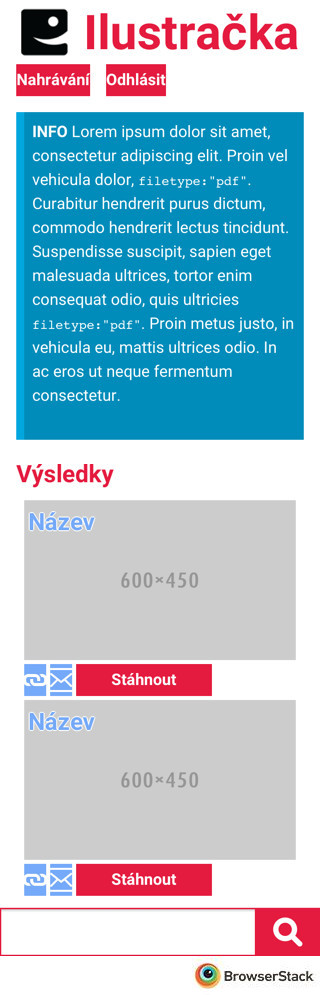 Ilustračka
Nahrávání Odhlásit
INFO Lorem ipsum dolor sit amet,
consectetur adipiscing elit. Proin vel
vehicula dolor, filetype:"pdf".
Curabitur hendrerit purus dictum,
commodo hendrerit lectus tincidunt.
Suspendisse suscipit, sapien eget
malesuada ultrices, tortor enim
consequat odio, quis ultricies
filetype:"pdf". Proin metus justo, in
vehicula eu, mattis ultrices odio. In
ac eros ut neque fermentum
consectetur.
Výsledky
Název
600×450
Stáhnout
Název
600×450
Stáhnout
BrowserStack